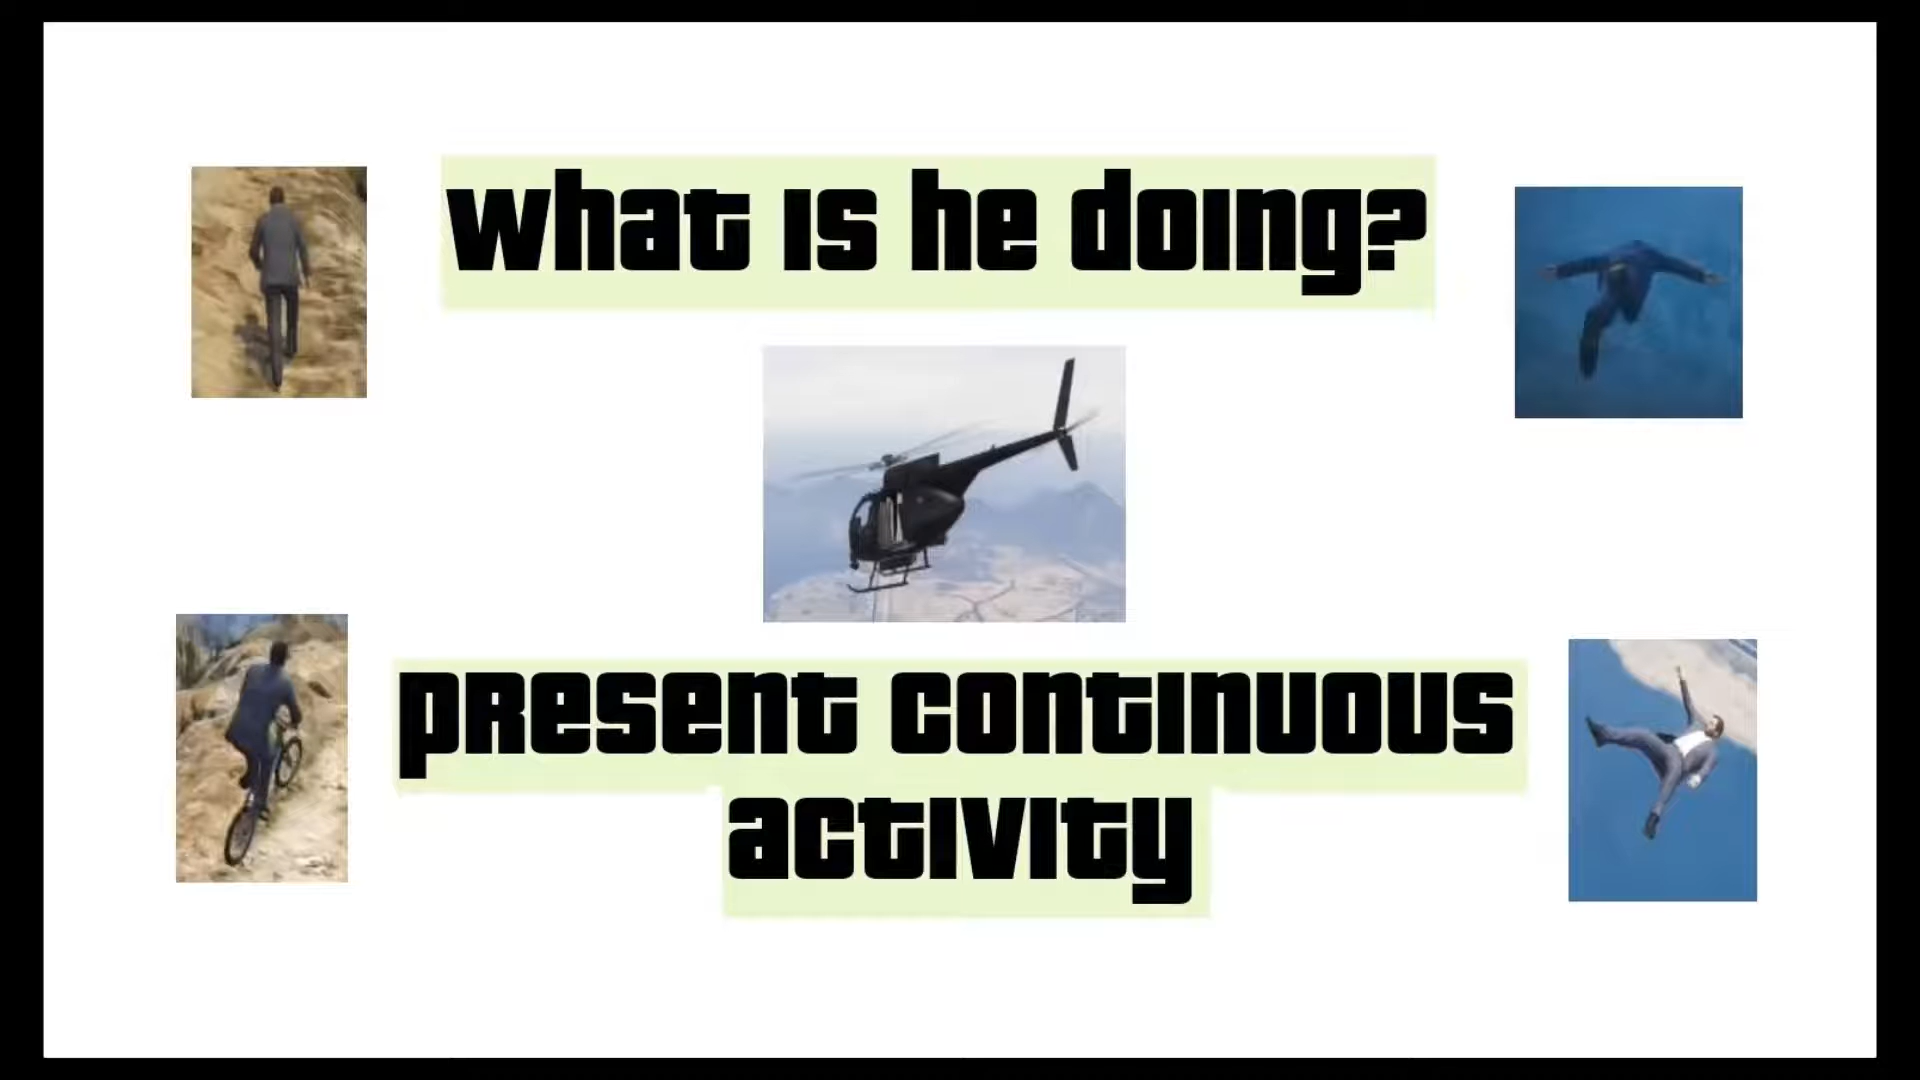 what is he doing?
present continuous
activity